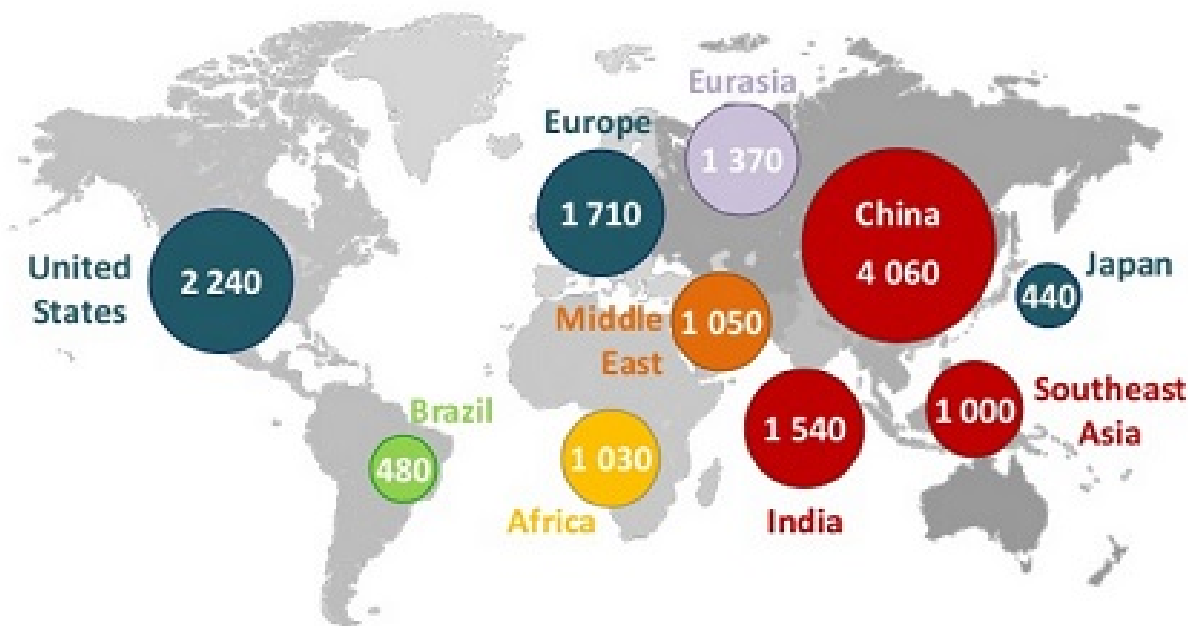 Eurasia
1 370
Europe
1 710
China
4 060
United
States
2 240
Japan
440
Middle
East
1 050
Southeast
Asia
1 000
Brazil
480
Africa
1 030
India
1 540